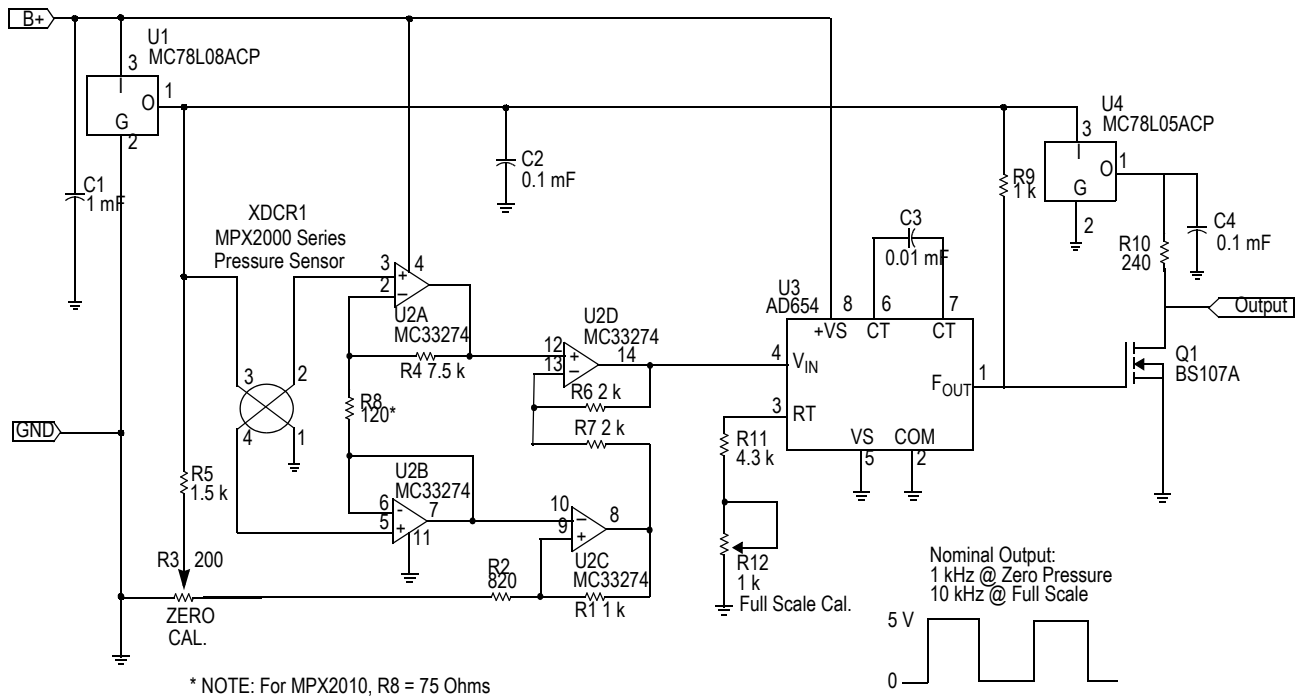 B+
U1
MC78L08ACP
3
I
O
1
G
2
C1
1 mF
C2
0.1 mF
U4
MC78L05ACP
3
I
O
1
G
2
R9
1 k
C4
0.1 mF
R10
240
Output
Q1
BS107A
XDCR1
MPX2000 Series
Pressure Sensor
3
2
4
1
3
+
4
2
–
U2A
MC33274
R4 7.5 k
R8
120*
U2B
MC33274
6
-
7
5
+
11
U2D
MC33274
12
+
14
13
–
R6 2 k
R7 2 k
10
–
8
9
+
U2C
MC33274
R2
820
R1 1 k
GND
R5
1.5 k
R3 200
ZERO
CAL.
C3
0.01 mF
U3
AD654
8
6
7
+VS
CT
CT
4
VIN
3
RT
FOUT
1
VS
COM
5
2
R11
4.3 k
R12
1 k
Full Scale Cal.
Nominal Output:
1 kHz @ Zero Pressure
10 kHz @ Full Scale
5 V
0
* NOTE: For MPX2010, R8 = 75 Ohms